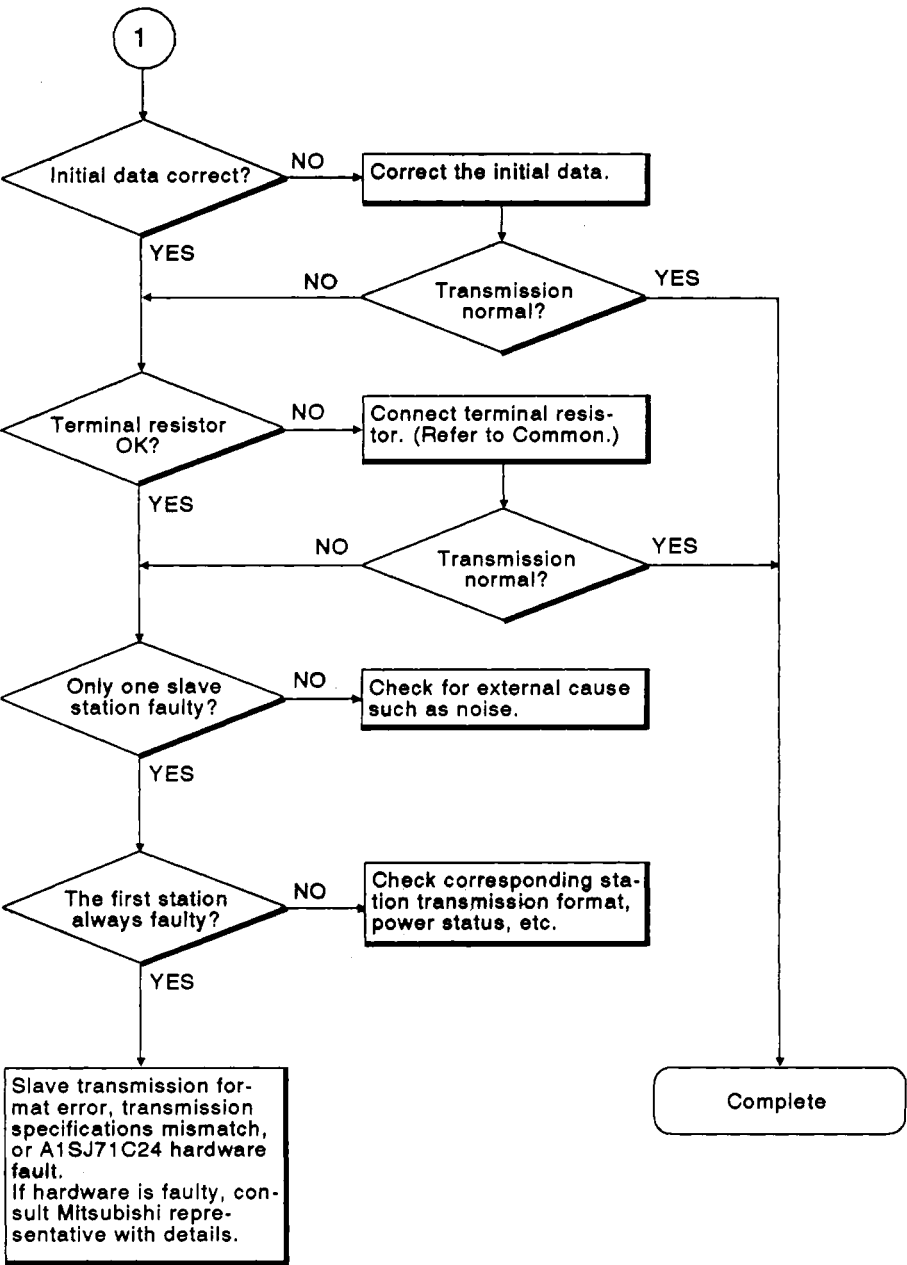 1
Initial data correct?
NO
Correct the initial data.
YES
NO
Transmission
normal?
YES
Terminal resistor
OK?
NO
Connect terminal resis-
tor. (Refer to Common.)
YES
NO
Transmission
normal?
YES
Only one slave
station faulty?
NO
Check for external cause
such as noise.
YES
The first station
always faulty?
NO
Check corresponding sta-
tion transmission format,
power status, etc.
YES
Slave transmission for-
mat error, transmission
specifications mismatch,
or A1SJ71C24 hardware
fault.
If hardware is faulty, con-
sult Mitsubishi repre-
sentative with details.
Complete